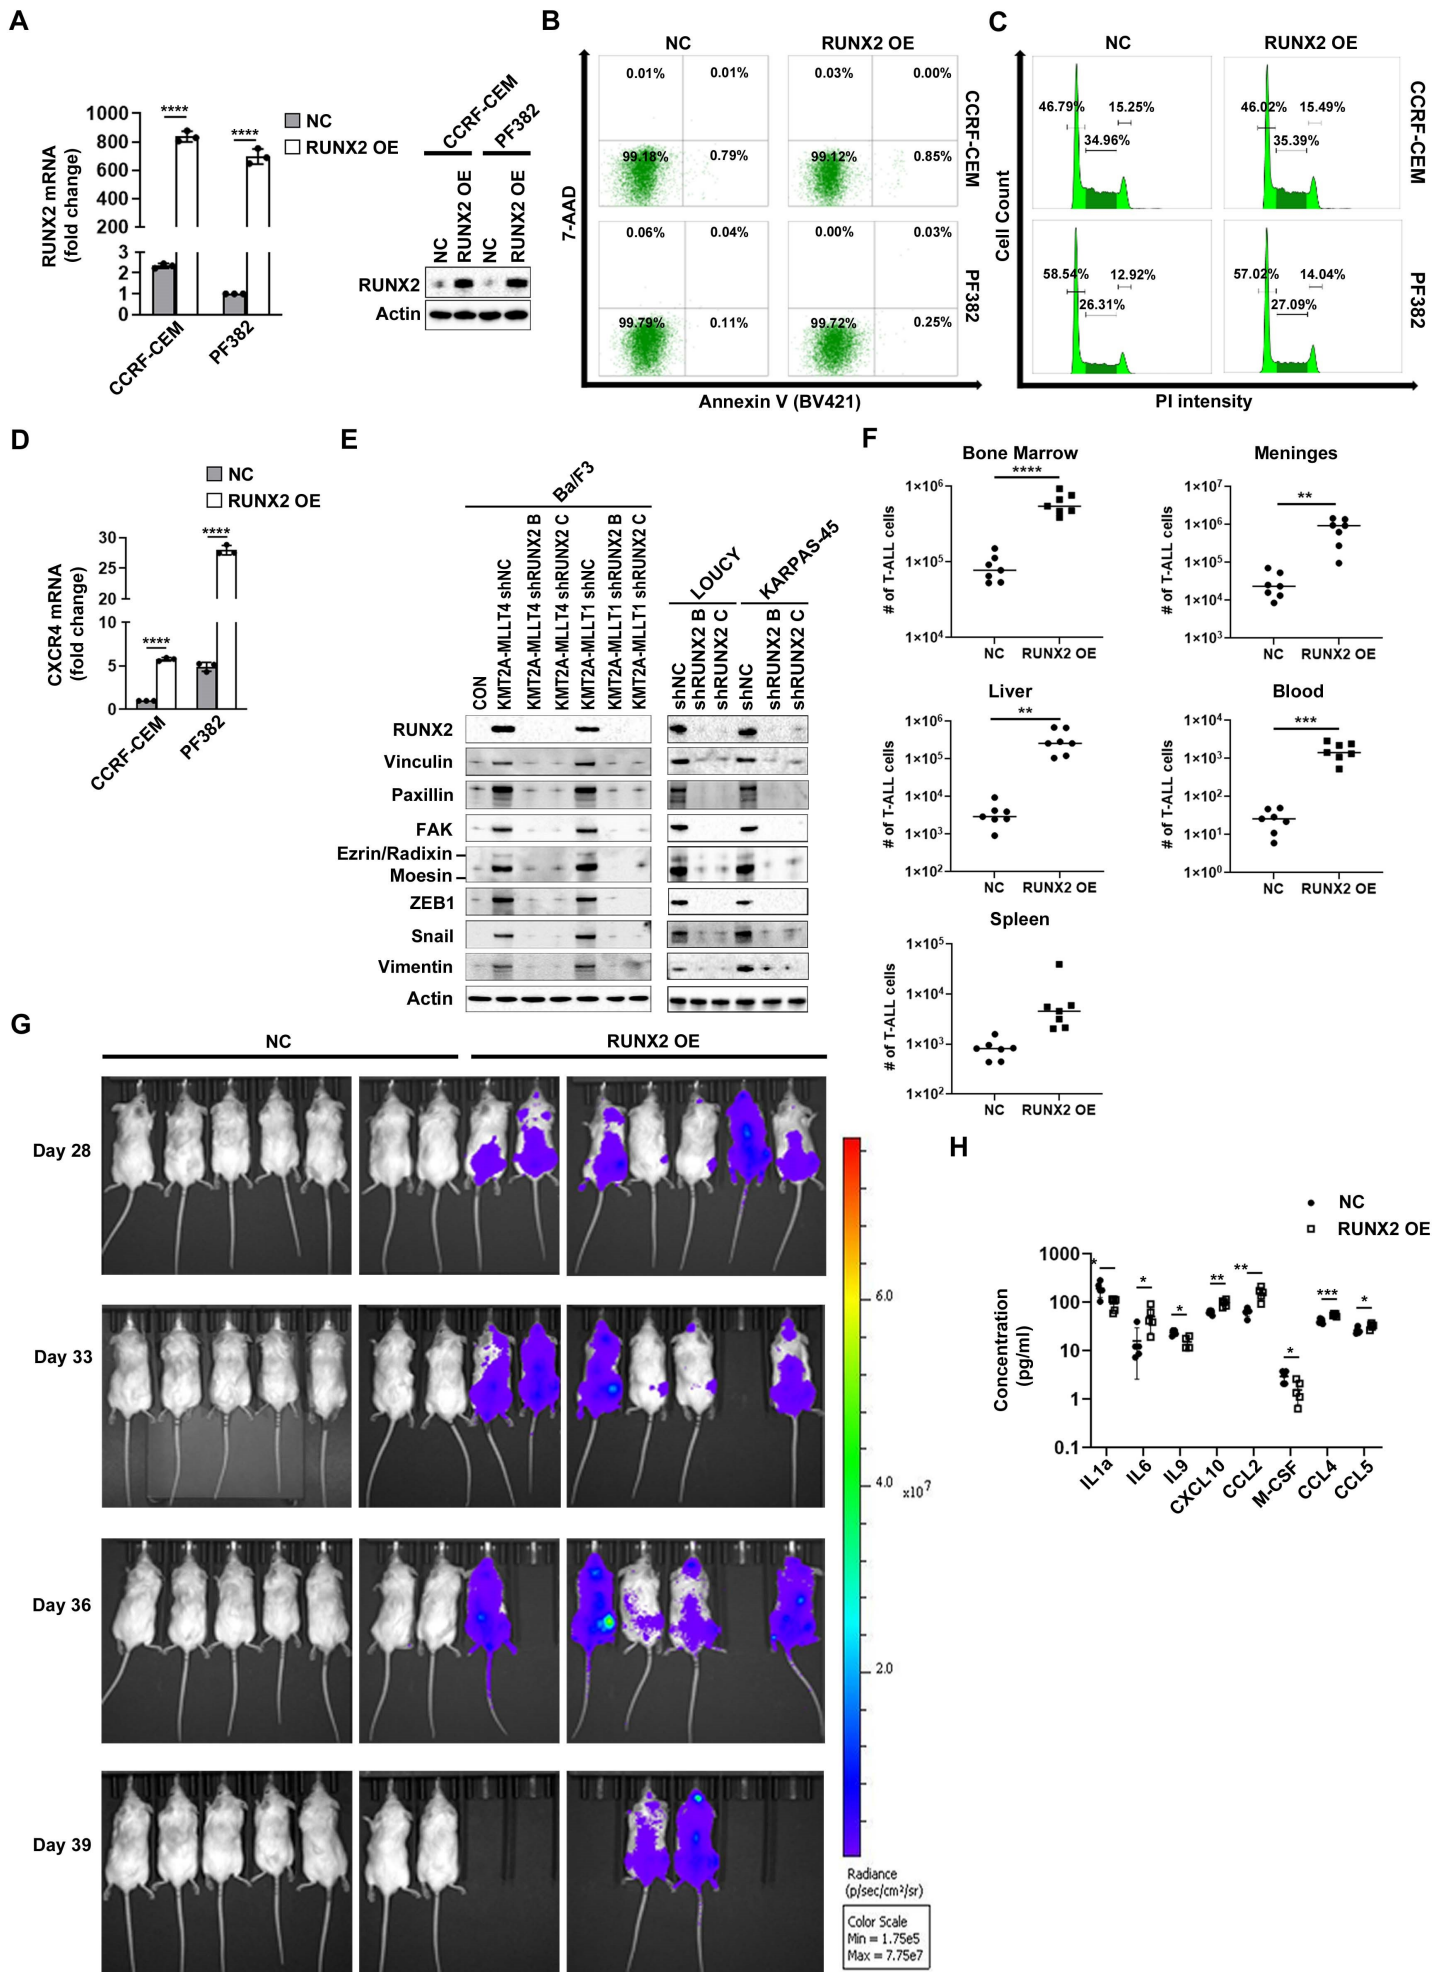 A
RUNX2 mRNA
(fold change)
1000
800
600
400
200
3
2
1
0
****
****
NC
RUNX2 OE
CCRF-CEM
PF382
CCRF-CEM
PF382
NC
RUNX2 OE
NC
RUNX2 OE
RUNX2
Actin
B
NC
RUNX2 OE
7-AAD
0.01%
0.01%
0.03%
0.00%
99.18%
0.79%
99.12%
0.85%
CCRF-CEM
0.06%
0.04%
0.00%
0.03%
99.79%
0.11%
99.72%
0.25%
PF382
Annexin V (BV421)
C
NC
RUNX2 OE
Cell Count
46.79%
15.25%
34.96%
46.02%
15.49%
35.39%
CCRF-CEM
58.54%
12.92%
26.31%
57.02%
14.04%
27.09%
PF382
PI intensity
D
NC
RUNX2 OE
CXCR4 mRNA
(fold change)
30
25
20
10
5
0
****
****
CCRF-CEM
PF382
E
Ba/F3
LOUCY
KARPAS-45
CON
KMT2A-MLLT4 shNC
KMT2A-MLLT4 shRUNX2 B
KMT2A-MLLT4 shRUNX2 C
KMT2A-MLLT1 shNC
KMT2A-MLLT1 shRUNX2 B
KMT2A-MLLT1 shRUNX2 C
shNC
shRUNX2 B
shRUNX2 C
shNC
shRUNX2 B
shRUNX2 C
RUNX2
Vinculin
Paxillin
FAK
Ezrin/Radixin
Moesin
ZEB1
Snail
Vimentin
Actin
F
Bone Marrow
# of T-ALL cells
1×10⁶
1×10⁵
1×10⁴
****
NC
RUNX2 OE
Meninges
# of T-ALL cells
1×10⁷
1×10⁶
1×10⁵
1×10⁴
1×10³
**
NC
RUNX2 OE
Liver
# of T-ALL cells
1×10⁶
1×10⁵
1×10⁴
1×10³
1×10²
**
NC
RUNX2 OE
Blood
# of T-ALL cells
1×10⁴
1×10³
1×10²
1×10¹
1×10⁰
***
NC
RUNX2 OE
Spleen
# of T-ALL cells
1×10⁵
1×10⁴
1×10³
1×10²
NC
RUNX2 OE
G
NC
RUNX2 OE
Day 28
Day 33
Day 36
Day 39
6.0
4.0
x10⁷
2.0
Radiance
(p/sec/cm²/sr)
Color Scale
Min = 1.75e5
Max = 7.75e7
H
NC
RUNX2 OE
Concentration
(pg/ml)
1000
100
10
1
0.1
*
*
*
**
**
*
***
*
IL1a
IL6
IL9
CXCL10
CCL2
M-CSF
CCL4
CCL5